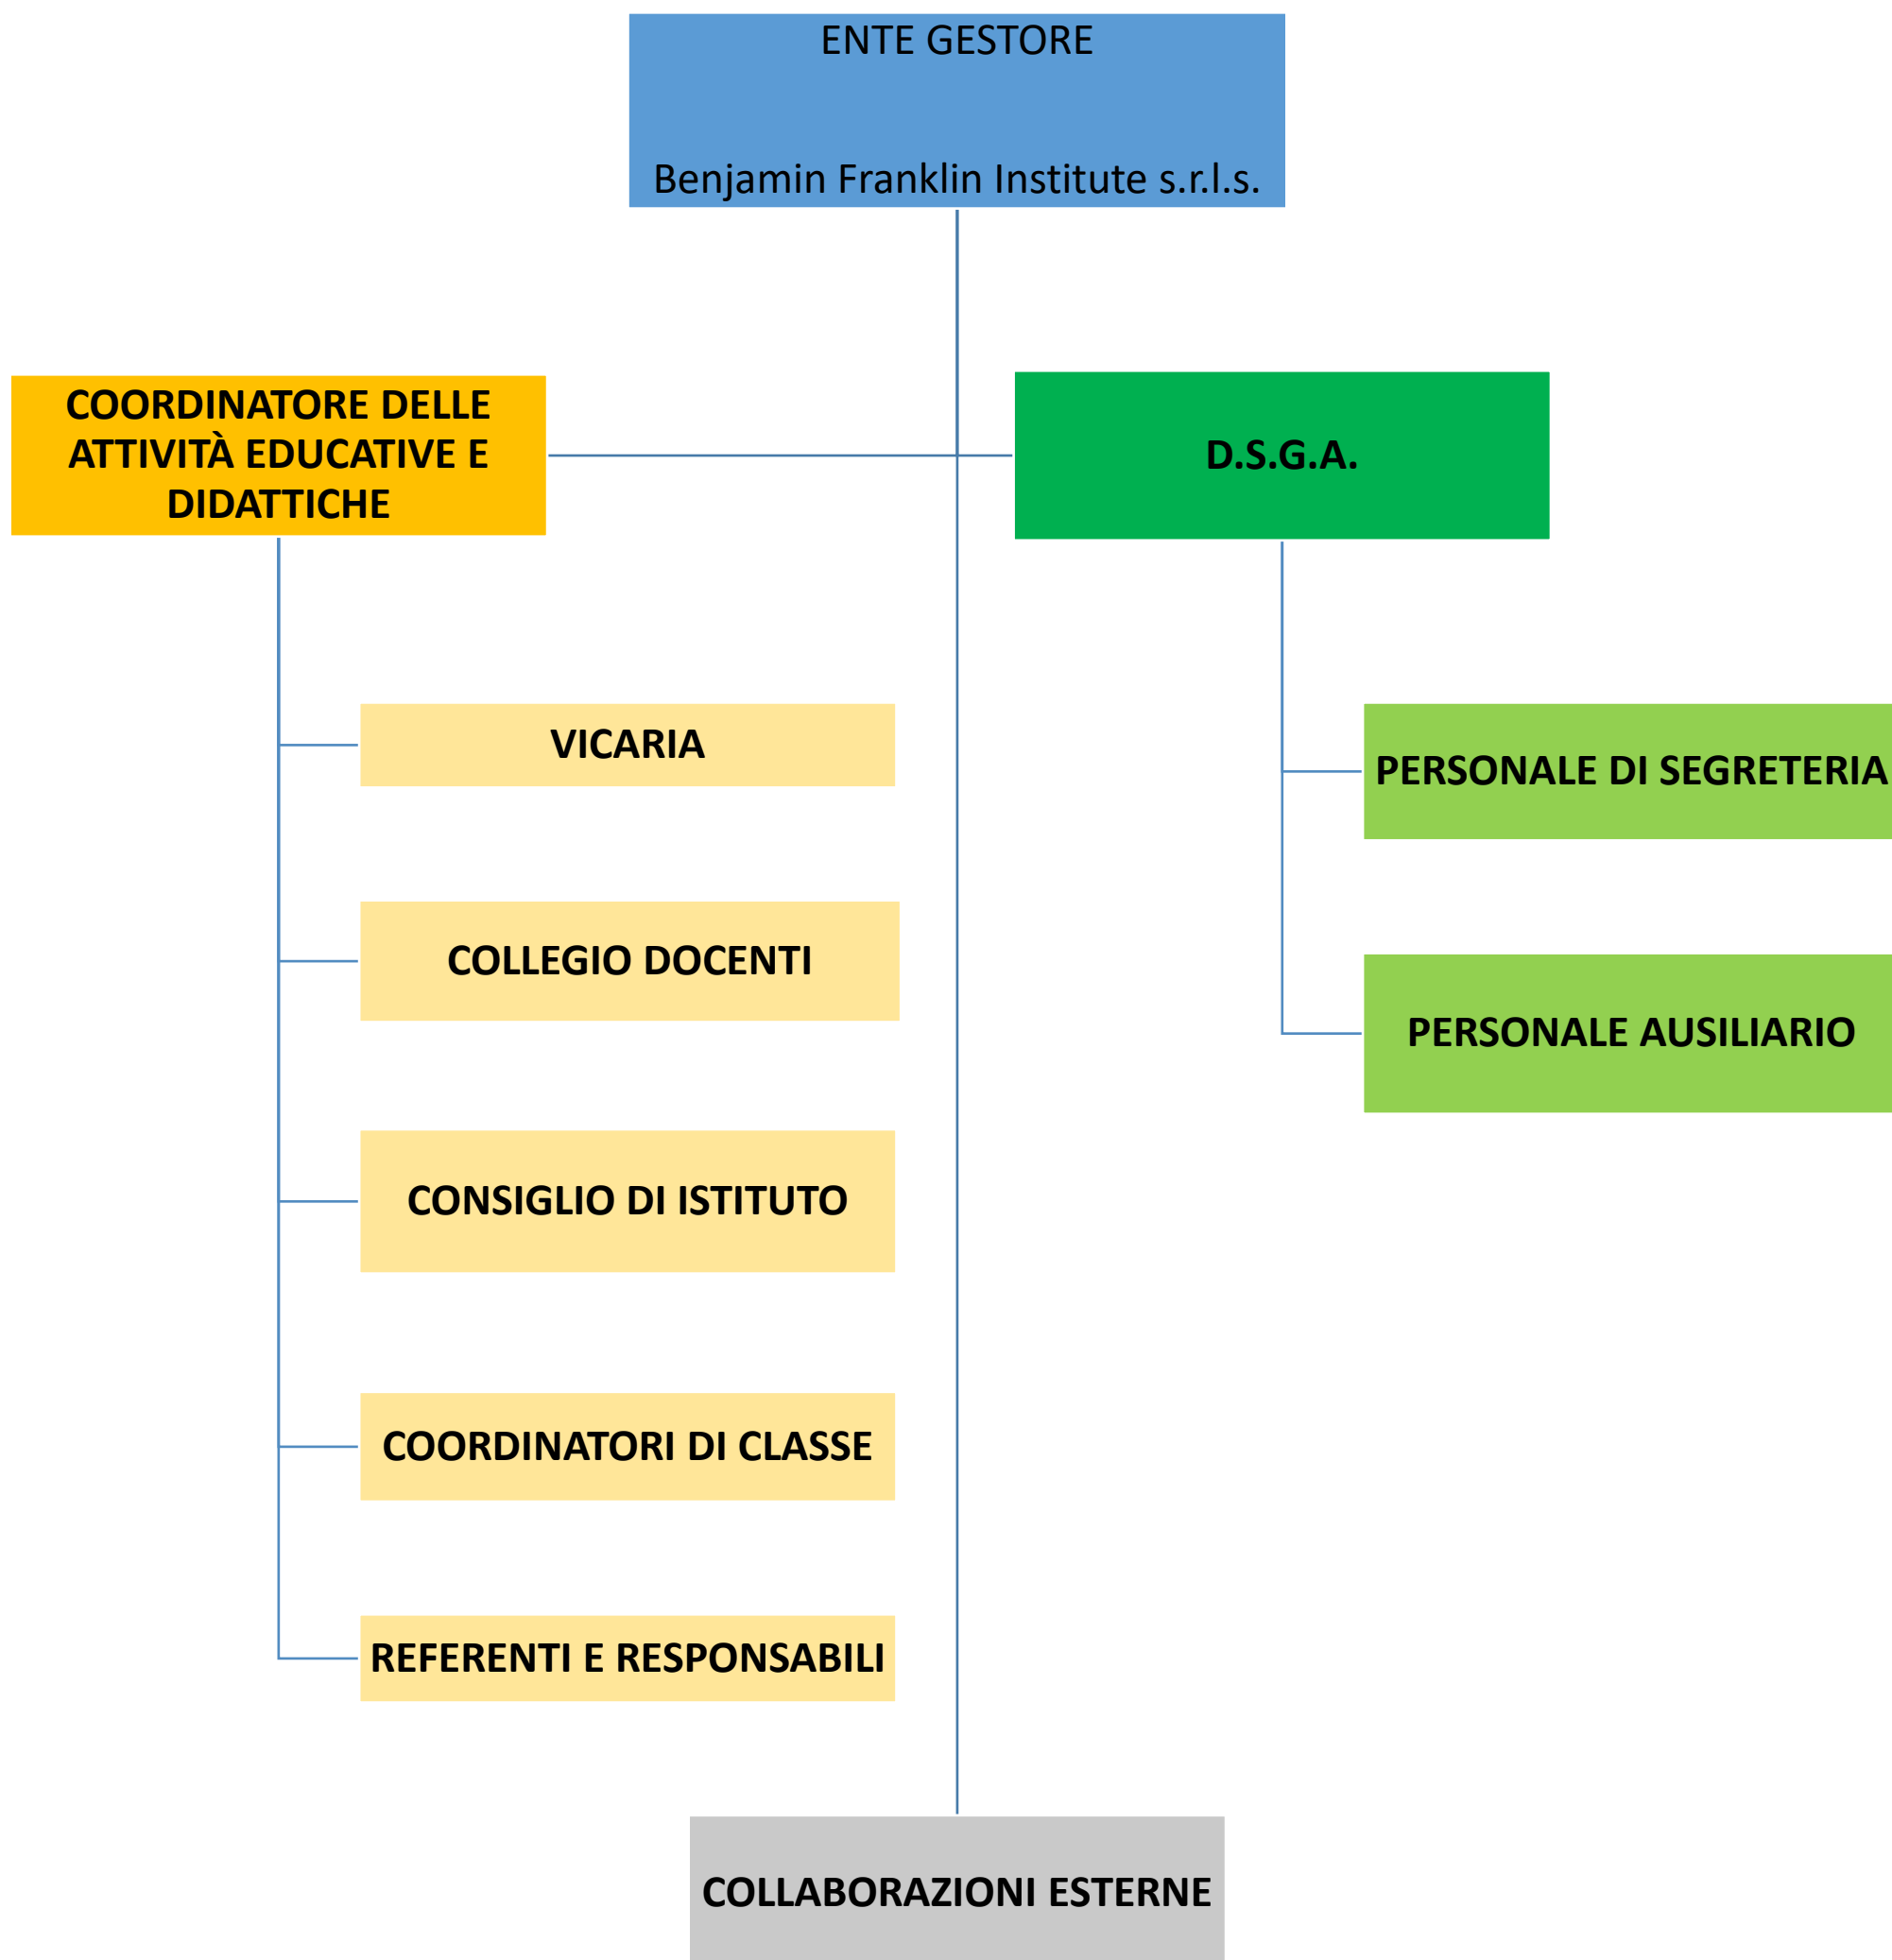 ENTE GESTORE
Benjamin Franklin Institute s.r.l.s.
COORDINATORE DELLE
ATTIVITÀ EDUCATIVE E
DIDATTICHE
D.S.G.A.
VICARIA
COLLEGIO DOCENTI
CONSIGLIO DI ISTITUTO
COORDINATORI DI CLASSE
REFERENTI E RESPONSABILI
PERSONALE DI SEGRETERIA
PERSONALE AUSILIARIO
COLLABORAZIONI ESTERNE